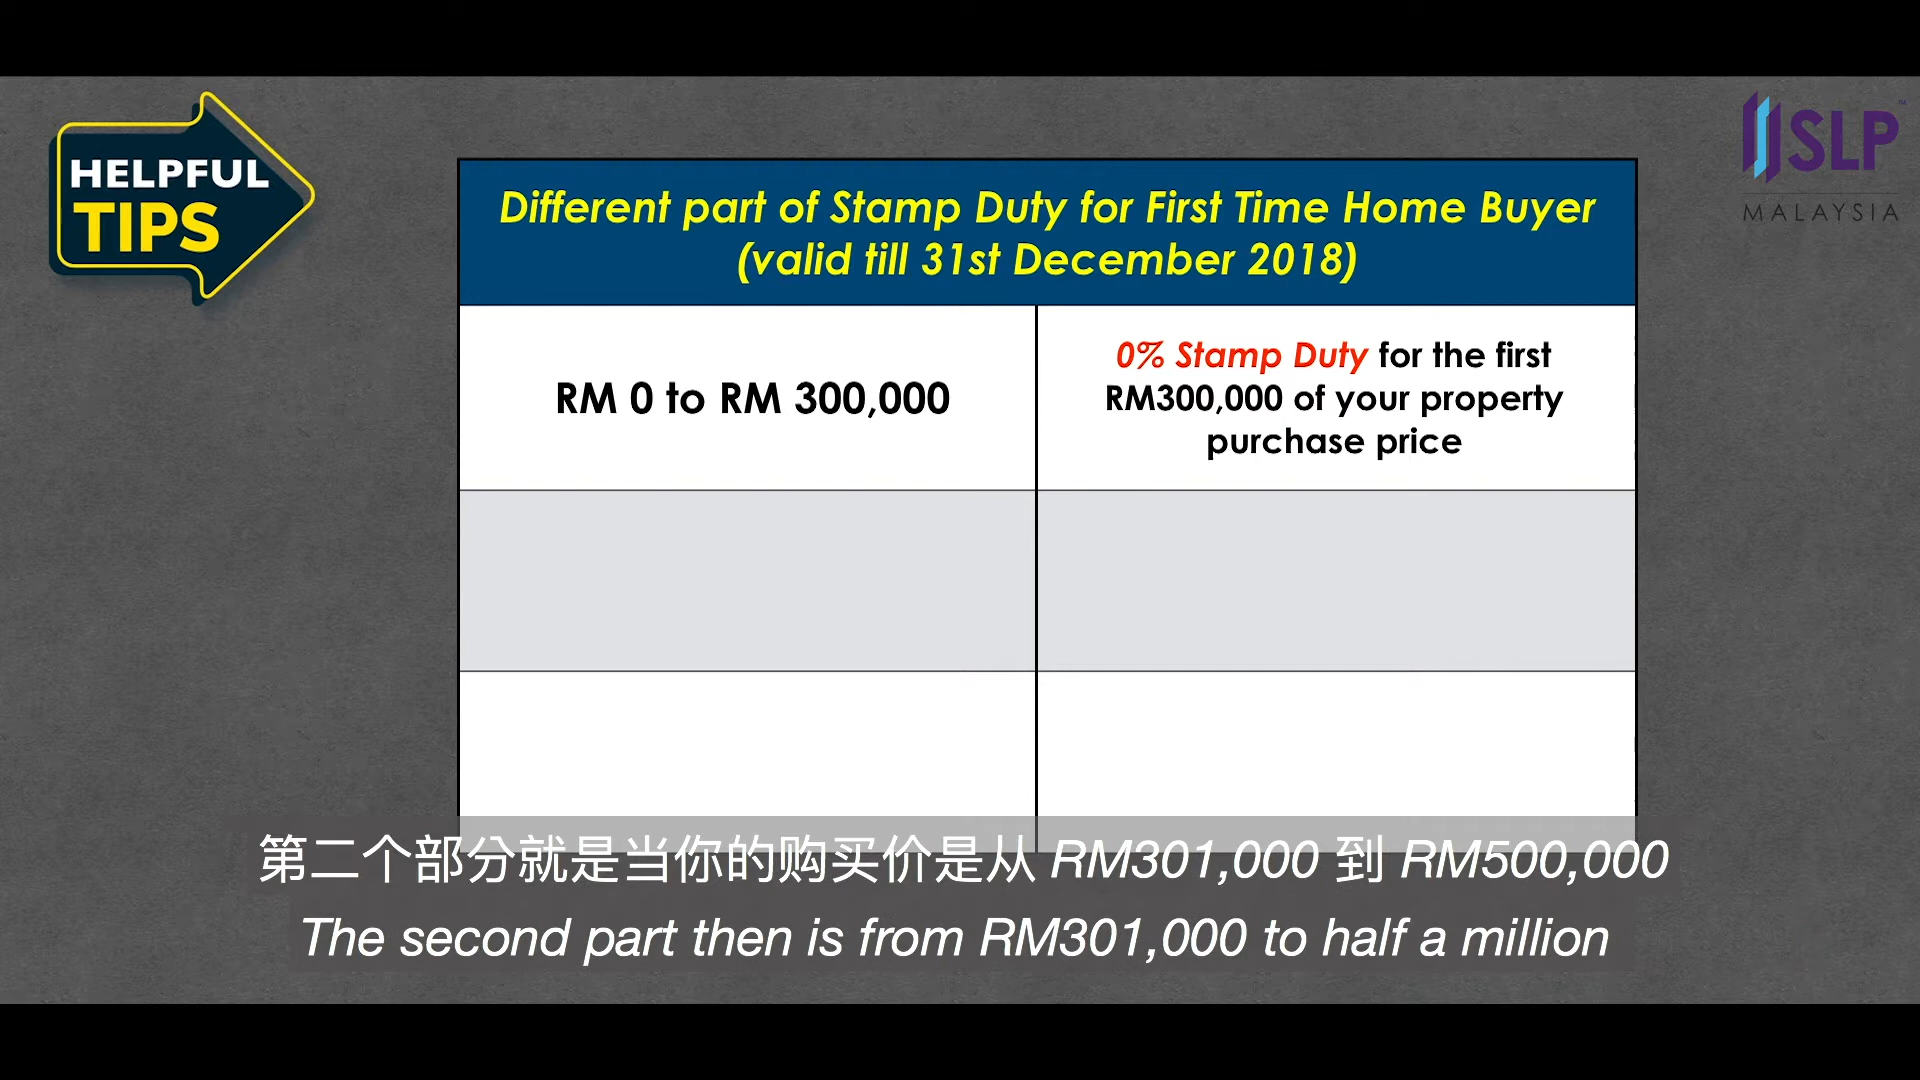 HELPFUL
TIPS
SLP™
MALAYSIA
Different part of Stamp Duty for First Time Home Buyer
(valid till 31st December 2018)
RM 0 to RM 300,000
0% Stamp Duty for the first
RM300,000 of your property
purchase price
第二个部分就是当你的购买价是从 RM301,000 到 RM500,000
The second part then is from RM301,000 to half a million